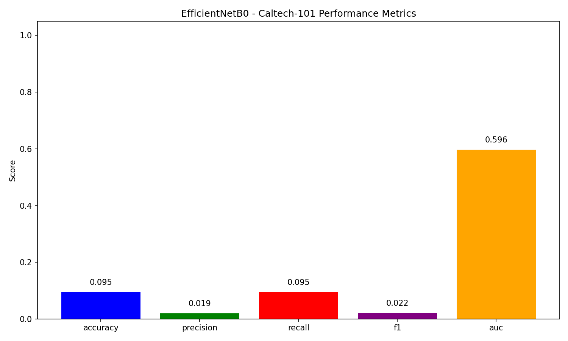 EfficientNetB0 - Caltech-101 Performance Metrics
1.0
0.8
0.6
0.4
0.2
0.0
Score
0.095
0.019
0.095
0.022
0.596
accuracy
precision
recall
f1
auc